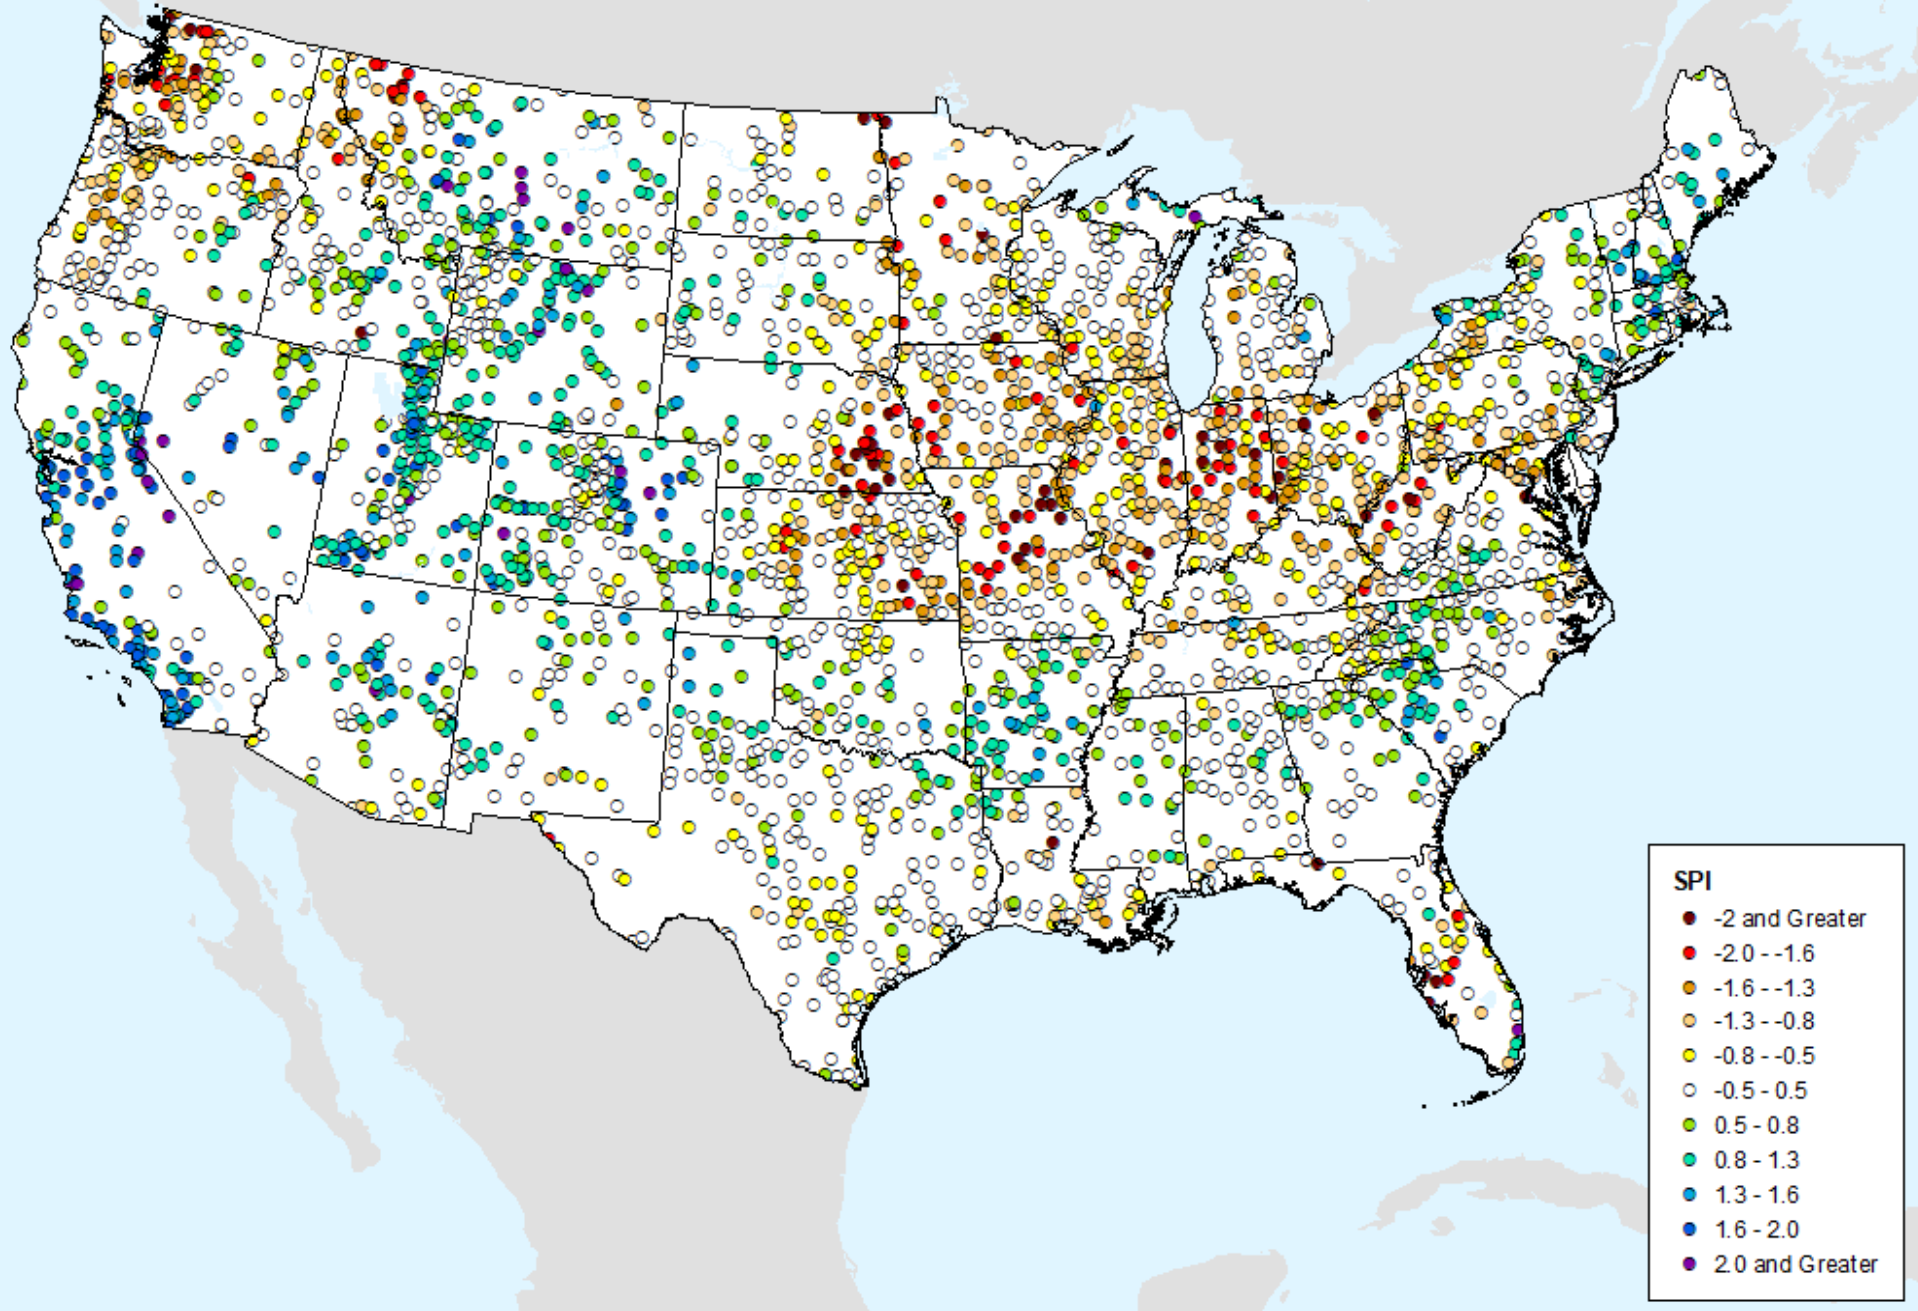 SPI
-2 and Greater
-2.0 - -1.6
-1.6 - -1.3
-1.3 - -0.8
-0.8 - -0.5
-0.5 - 0.5
0.5 - 0.8
0.8 - 1.3
1.3 - 1.6
1.6 - 2.0
2.0 and Greater